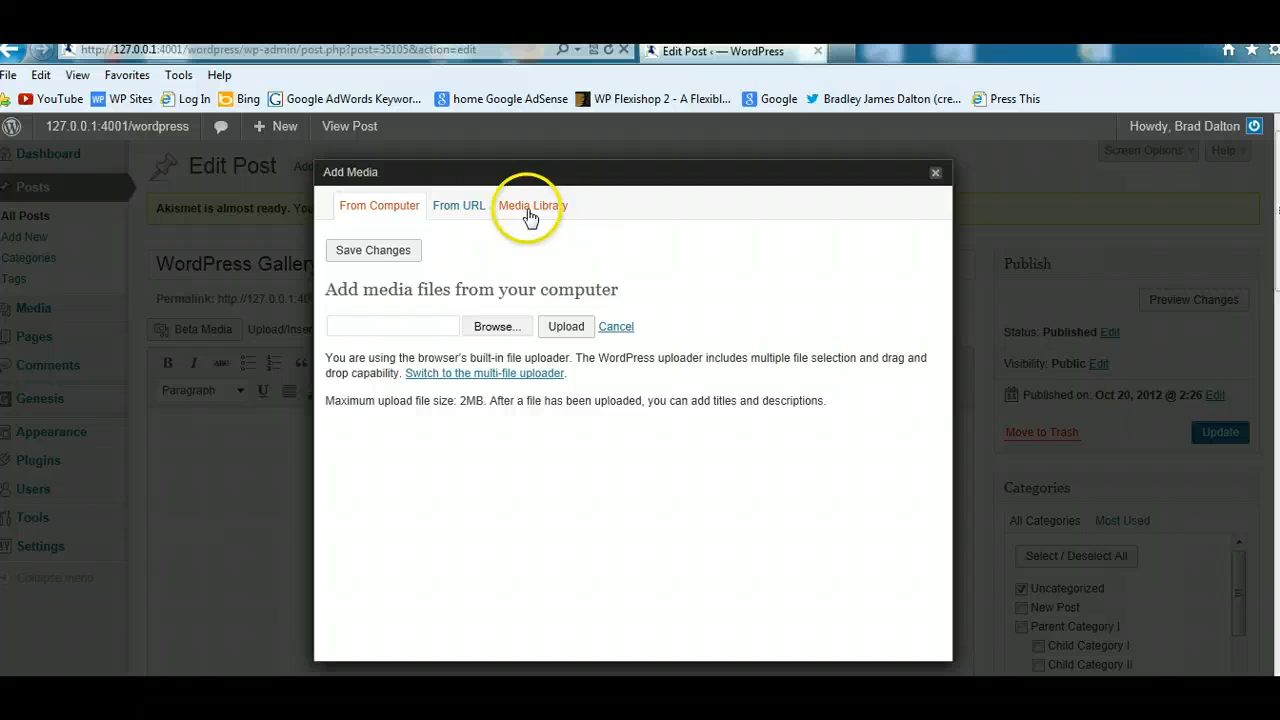 http://127.0.0.1:4001/wordpress/wp-admin/post.php?post=35105&action=edit
Edit Post ‹ — WordPress
File Edit View Favorites Tools Help
YouTube WP Sites Log In Bing Google AdWords Keywor... home Google AdSense WP Flexishop 2 - A Flexibl... Google Bradley James Dalton (cre... Press This
127.0.0.1:4001/wordpress + New View Post Howdy, Brad Dalton
Dashboard
Posts
All Posts
Add New
Categories
Tags
Media
Pages
Comments
Genesis
Appearance
Plugins
Users
Tools
Settings
Collapse menu
Edit Post Add
Screen Options Help
Akismet is almost ready. You
WordPress Gallery
Permalink: http://127.0.0.1:40
Beta Media Upload/Inser
B I ABC
Paragraph U
Add Media
From Computer From URL Media Library
Save Changes
Add media files from your computer
Browse... Upload Cancel
You are using the browser's built-in file uploader. The WordPress uploader includes multiple file selection and drag and
drop capability. Switch to the multi-file uploader.
Maximum upload file size: 2MB. After a file has been uploaded, you can add titles and descriptions.
Publish
Preview Changes
Status: Published Edit
Visibility: Public Edit
Published on: Oct 20, 2012 @ 2:26 Edit
Move to Trash Update
Categories
All Categories Most Used
Select / Deselect All
Uncategorized
New Post
Parent Category I
Child Category I
Child Category II